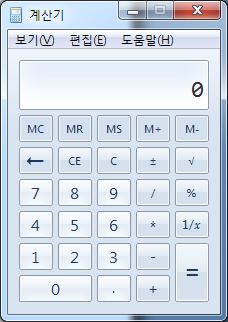 계산기
보기(V) 편집(E) 도움말(H)
0
MC MR MS M+ M-
← CE C ± √
7 8 9 / %
4 5 6 * 1/x
1 2 3 - =
0 . +